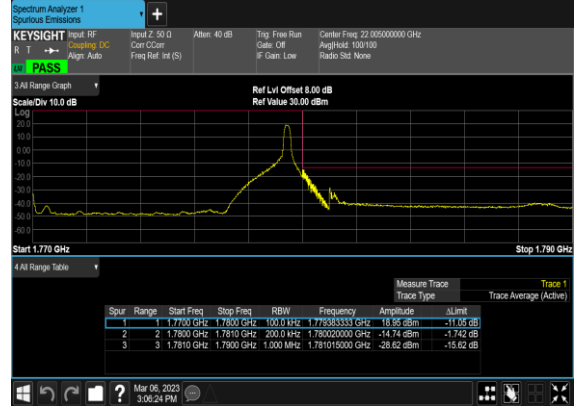 Spectrum Analyzer 1
Spurious Emissions
KEYSIGHT Input: RF Input Z: 50 Ω Atten: 40 dB Trig: Free Run Center Freq: 22.005000000 GHz
R T Coupling: DC Corr CCorr Gate: Off Avg|Hold: 100/100
Align: Auto Freq Ref: Int (S) IF Gain: Low Radio Std: None
PASS
3 All Range Graph
Ref Lvl Offset 8.00 dB
Scale/Div 10.0 dB Ref Value 30.00 dBm
Log
20.0
10.0
0.00
-10.0
-20.0
-30.0
-40.0
-50.0
-60.0
Start 1.770 GHz Stop 1.790 GHz
4 All Range Table
Measure Trace Trace 1
Trace Type Trace Average (Active)
Spur Range Start Freq Stop Freq RBW Frequency Amplitude ΔLimit
1 1 1.7700 GHz 1.7800 GHz 100.0 kHz 1.779383333 GHz 18.95 dBm -11.05 dB
2 2 1.7800 GHz 1.7810 GHz 200.0 kHz 1.780020000 GHz -14.74 dBm -1.742 dB
3 3 1.7810 GHz 1.7900 GHz 1.000 MHz 1.781015000 GHz -28.62 dBm -15.62 dB
Mar 06, 2023
3:06:24 PM